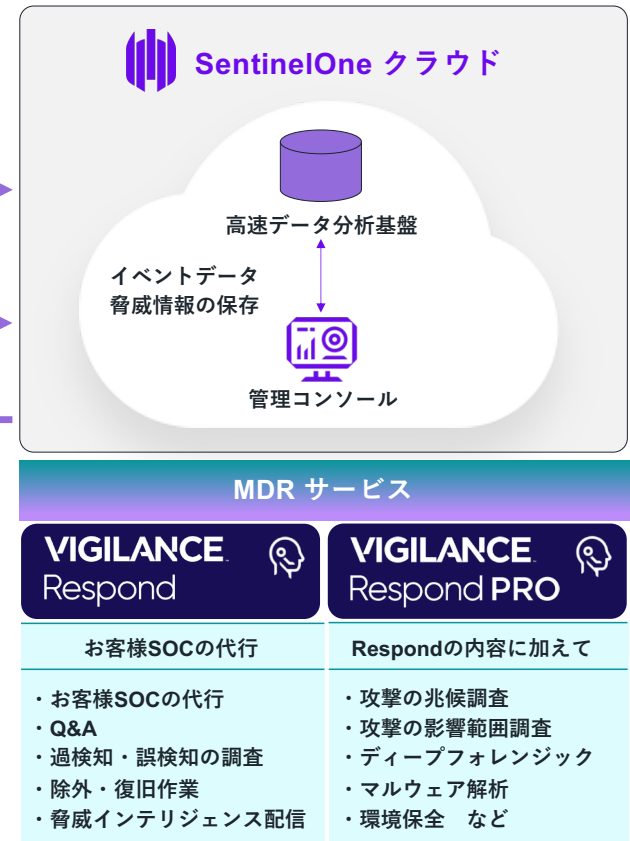 SentinelOne クラウド
高速データ分析基盤
イベントデータ
脅威情報の保存
管理コンソール
MDR サービス
VIGILANCE™
Respond
VIGILANCE™
Respond PRO
お客様SOCの代行
Respondの内容に加えて
・お客様SOCの代行
・Q&A
・過検知・誤検知の調査
・除外・復旧作業
・脅威インテリジェンス配信
・攻撃の兆候調査
・攻撃の影響範囲調査
・ディープフォレンジック
・マルウェア解析
・環境保全　など